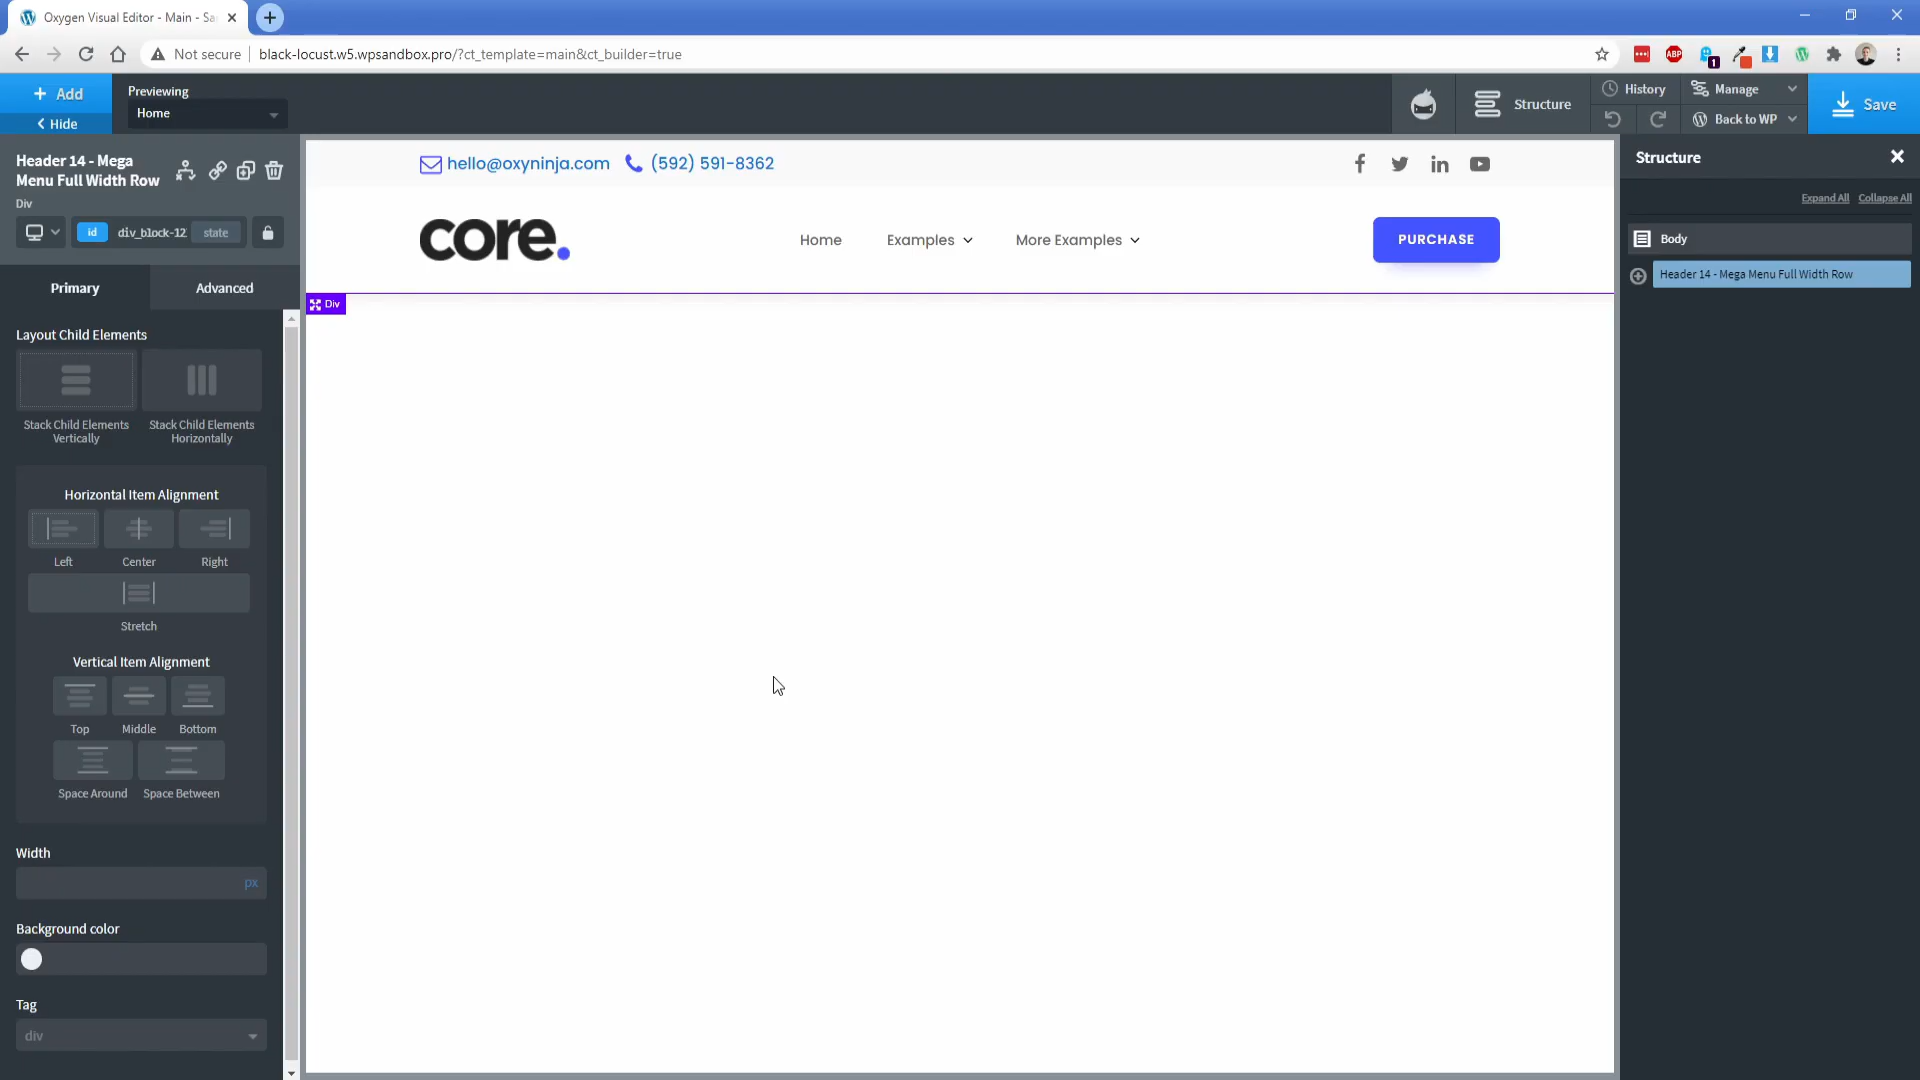 Oxygen Visual Editor - Main - Sa
Not secure
black-locust.w5.wpsandbox.pro/?ct_template=main&ct_builder=true
ABP
1
+ Add
Hide
Previewing
Home
Structure
History
Manage
Back to WP
Save
Header 14 - Mega
Menu Full Width Row
Div
id
div_block-12
state
Primary
Advanced
Layout Child Elements
Stack Child Elements
Vertically
Stack Child Elements
Horizontally
Horizontal Item Alignment
Left
Center
Right
Stretch
Vertical Item Alignment
Top
Middle
Bottom
Space Around
Space Between
Width
px
Background color
Tag
div
hello@oxyninja.com
(592) 591-8362
core.
Home
Examples
More Examples
PURCHASE
Div
Structure
Expand All
Collapse All
Body
Header 14 - Mega Menu Full Width Row